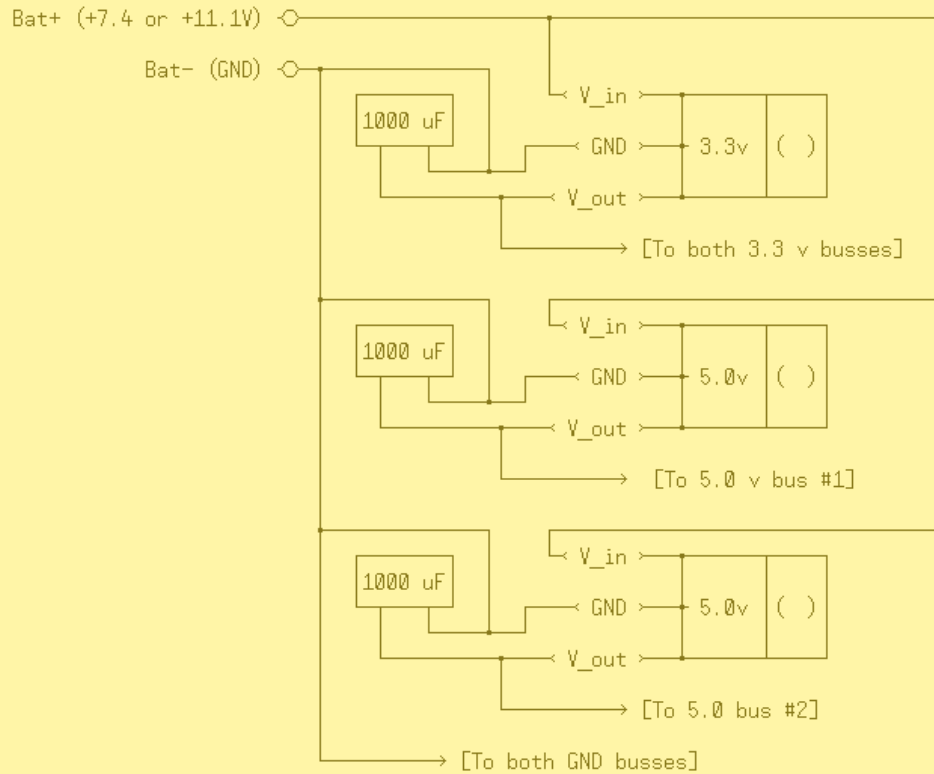 Bat+ (+7.4 or +11.1V)
Bat- (GND)
V_in
1000 uF
GND
3.3v ( )
V_out
[To both 3.3 v busses]
V_in
1000 uF
GND
5.0v ( )
V_out
[To 5.0 v bus #1]
V_in
1000 uF
GND
5.0v ( )
V_out
[To 5.0 bus #2]
[To both GND busses]